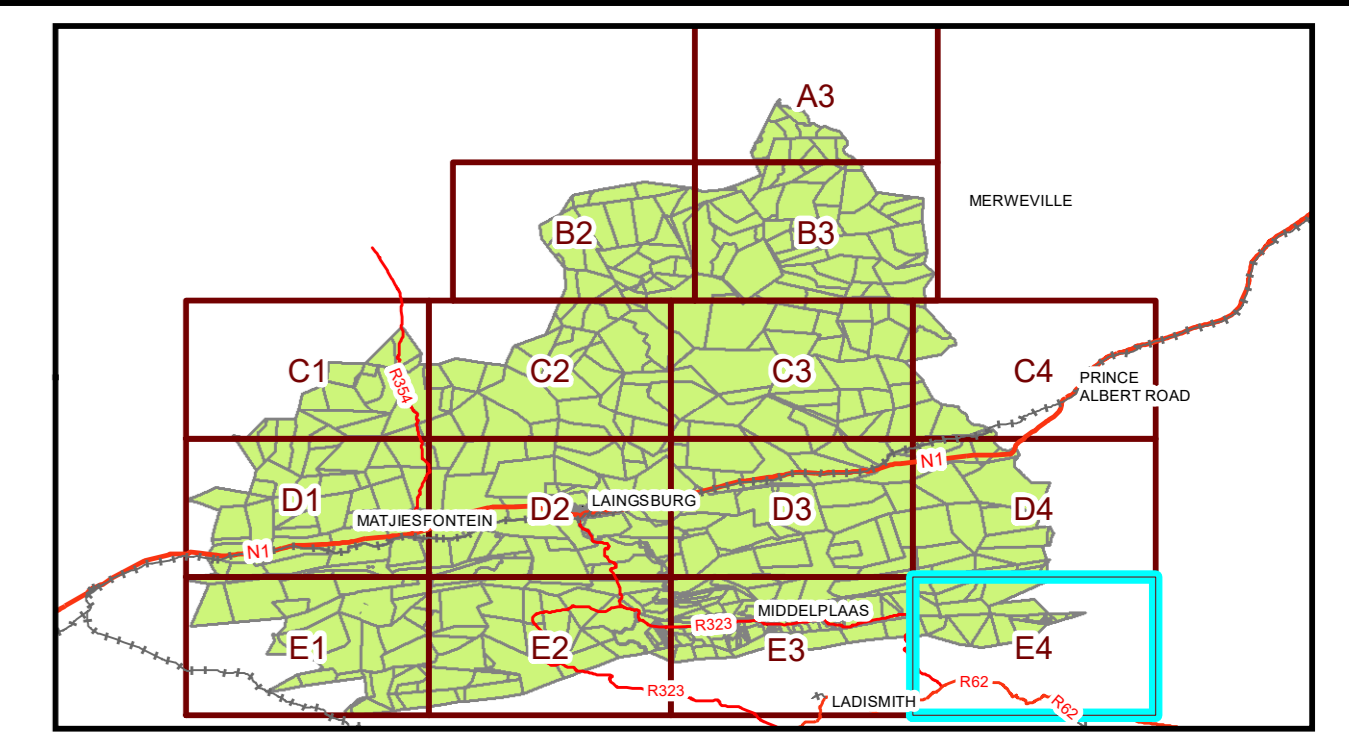 A3
MERWEVILLE
B2
B3
C1
R354
C2
C3
C4
PRINCE
ALBERT ROAD
N1
D1
MATJIESFONTEIN
D2
LAINGSBURG
D3
D4
N1
MIDDELPLAAS
R323
E1
E2
E3
E4
R323
LADISMITH
R62
R62